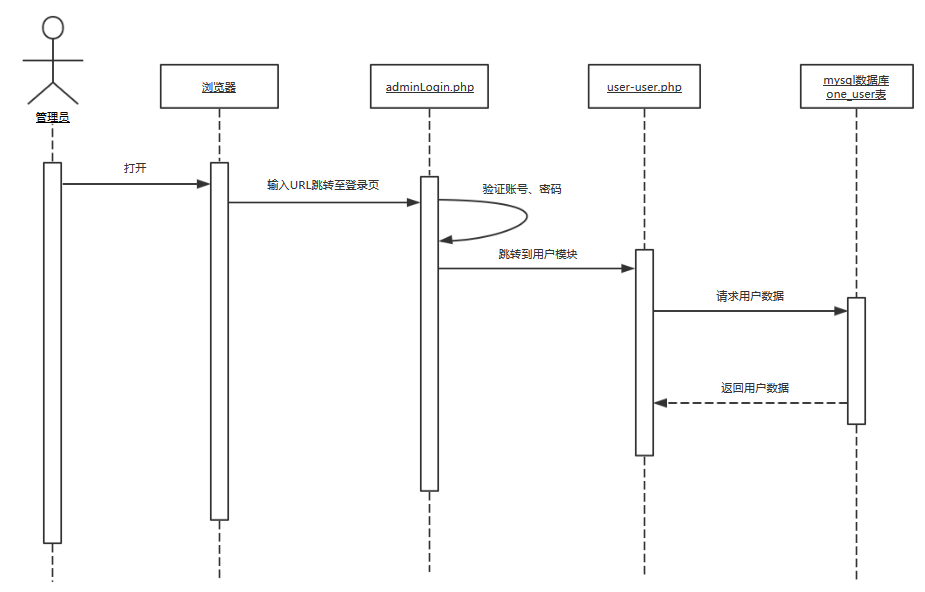 管理员
浏览器
adminLogin.php
user-user.php
mysql数据库
one_user表
打开
输入URL跳转至登录页
验证账号、密码
跳转到用户模块
请求用户数据
返回用户数据